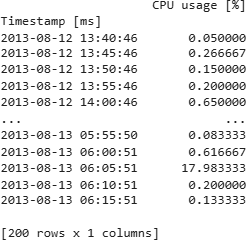 CPU usage [%]
Timestamp [ms]
2013-08-12 13:40:46 0.050000
2013-08-12 13:45:46 0.266667
2013-08-12 13:50:46 0.150000
2013-08-12 13:55:46 0.200000
2013-08-12 14:00:46 0.650000
... ...
2013-08-13 05:55:50 0.083333
2013-08-13 06:00:51 0.616667
2013-08-13 06:05:51 17.983333
2013-08-13 06:10:51 0.200000
2013-08-13 06:15:51 0.133333
[200 rows x 1 columns]